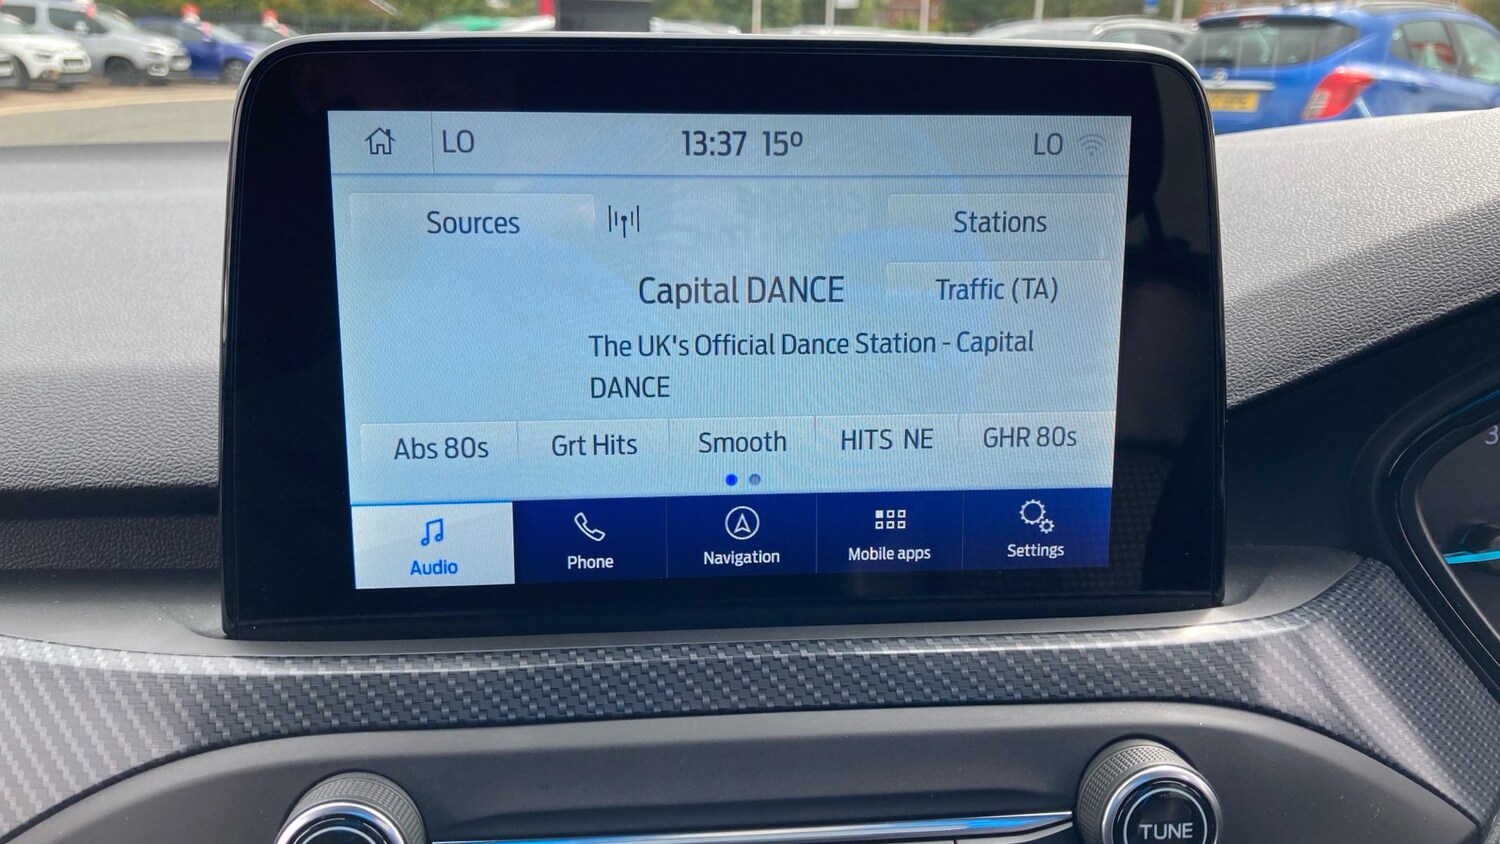 LO 13:37 15º LO
Sources Stations
Capital DANCE Traffic (TA)
The UK's Official Dance Station - Capital
DANCE
Abs 80s Grt Hits Smooth HITS NE GHR 80s
Audio Phone Navigation Mobile apps Settings
TUNE